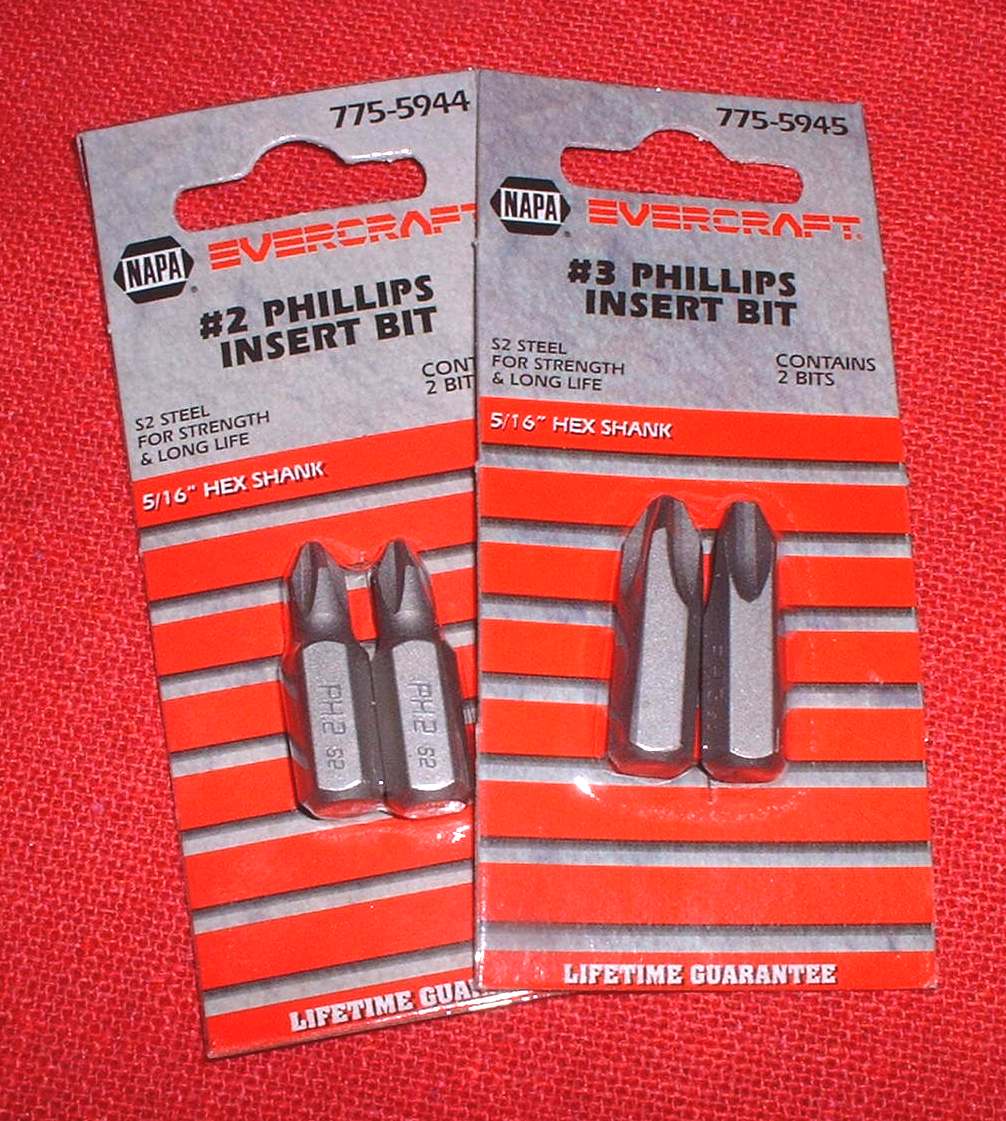 775-5944
NAPA
EVERCRAFT
#2 PHILLIPS
INSERT BIT
S2 STEEL
FOR STRENGTH
& LONG LIFE
CONT
2 BIT
5/16" HEX SHANK
PH2 S2
PH2 S2
LIFETIME GUA
775-5945
NAPA
EVERCRAFT
#3 PHILLIPS
INSERT BIT
S2 STEEL
FOR STRENGTH
& LONG LIFE
CONTAINS
2 BITS
5/16" HEX SHANK
LIFETIME GUARANTEE